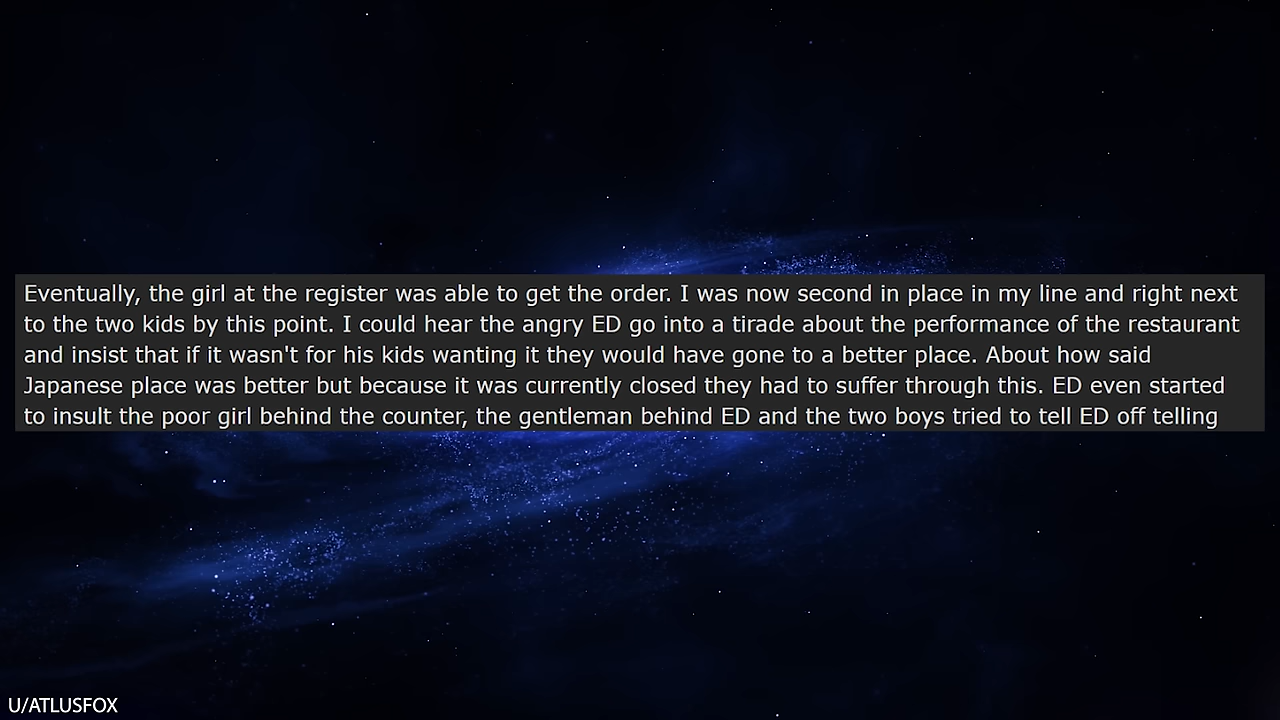 Eventually, the girl at the register was able to get the order. I was now second in place in my line and right next
to the two kids by this point. I could hear the angry ED go into a tirade about the performance of the restaurant
and insist that if it wasn't for his kids wanting it they would have gone to a better place. About how said
Japanese place was better but because it was currently closed they had to suffer through this. ED even started
to insult the poor girl behind the counter, the gentleman behind ED and the two boys tried to tell ED off telling
U/ATLUSFOX